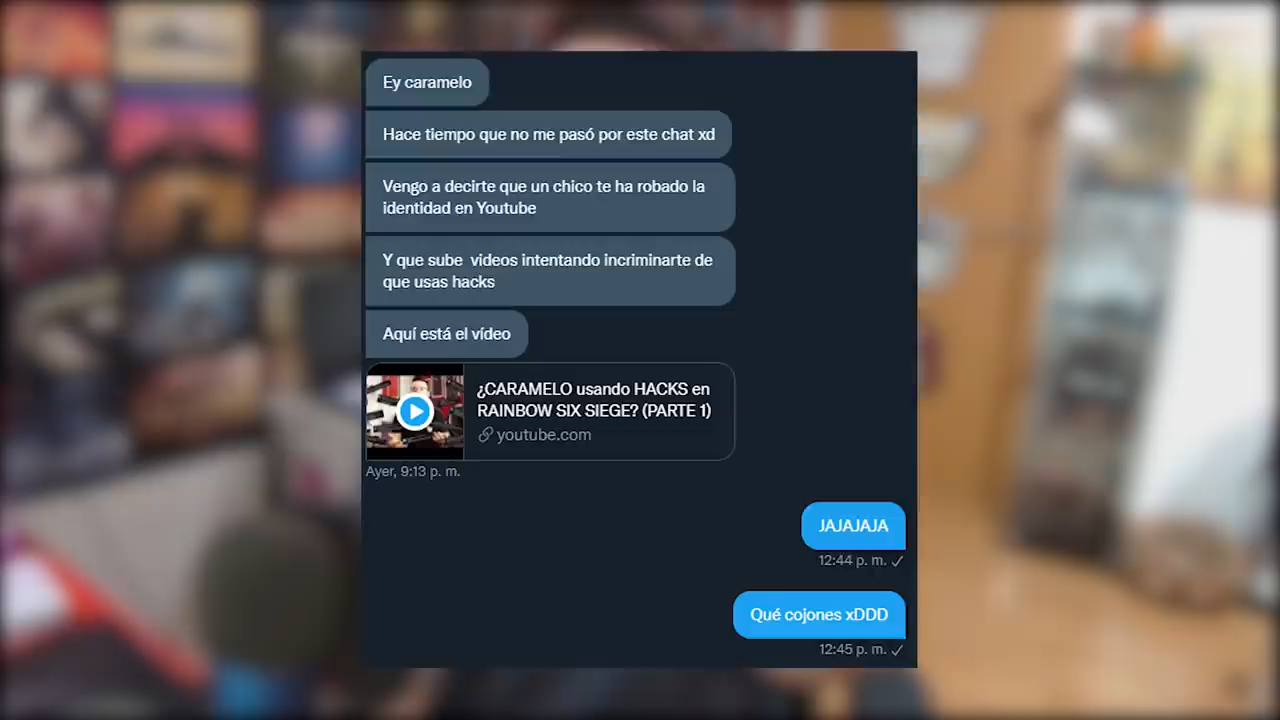 Ey caramelo
Hace tiempo que no me pasó por este chat xd
Vengo a decirte que un chico te ha robado la
identidad en Youtube
Y que sube  videos intentando incriminarte de
que usas hacks
Aquí está el vídeo
¿CARAMELO usando HACKS en
RAINBOW SIX SIEGE? (PARTE 1)
youtube.com
Ayer, 9:13 p. m.
JAJAJAJA
12:44 p. m.
Qué cojones xDDD
12:45 p. m.